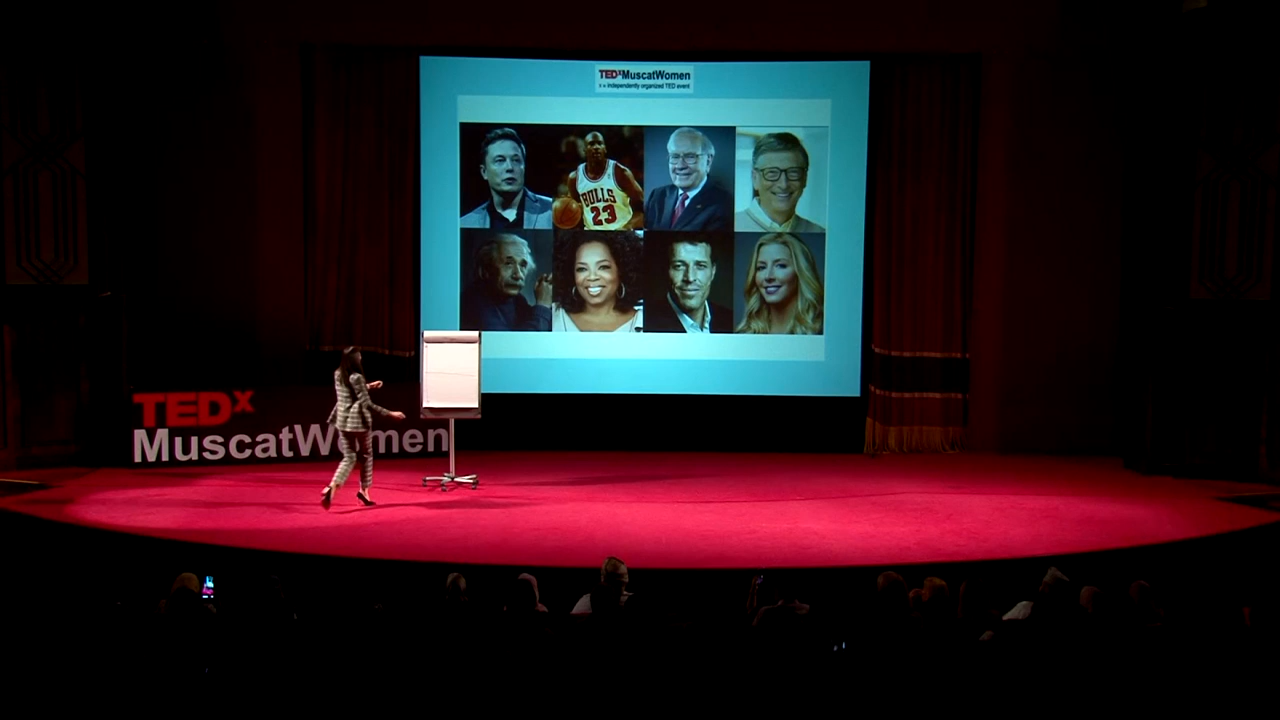 TEDxMuscatWomen
x = independently organized TED event
BULLS
23
TEDx
MuscatWomen